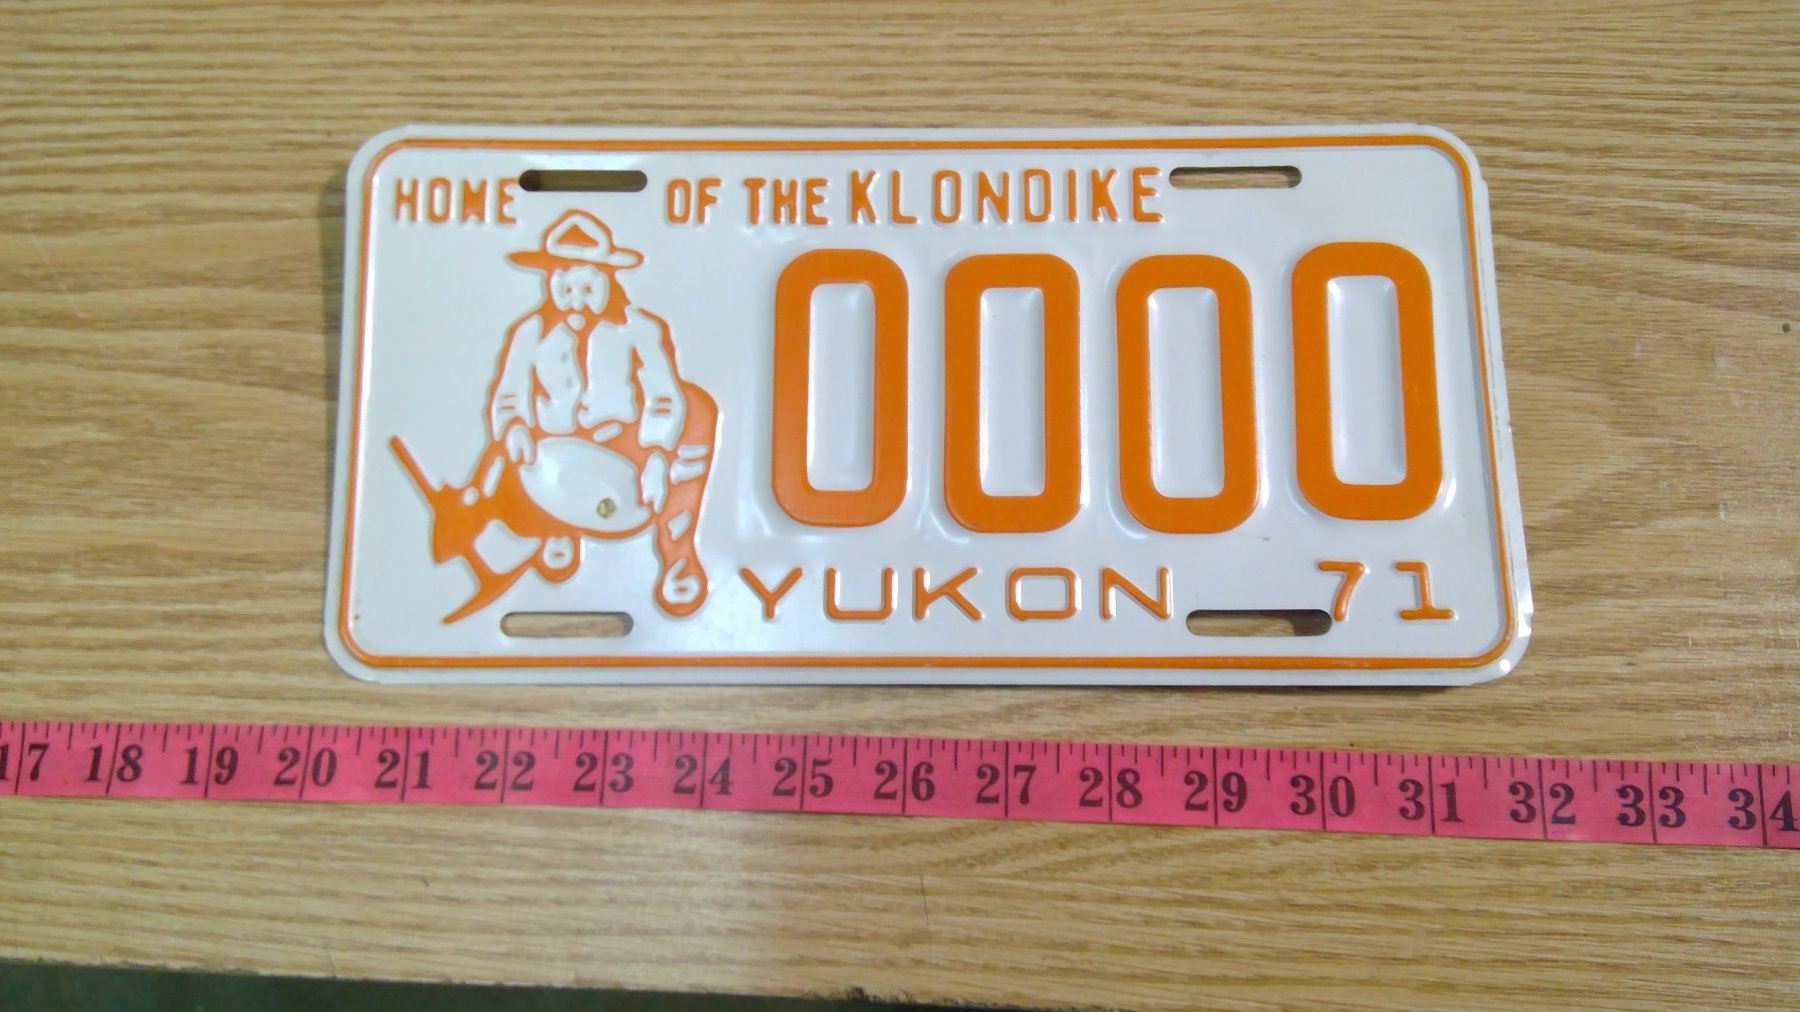 HOME OF THE KLONDIKE
0000
YUKON 71
17 18 19 20 21 22 23 24 25 26 27 28 29 30 31 32 33 34